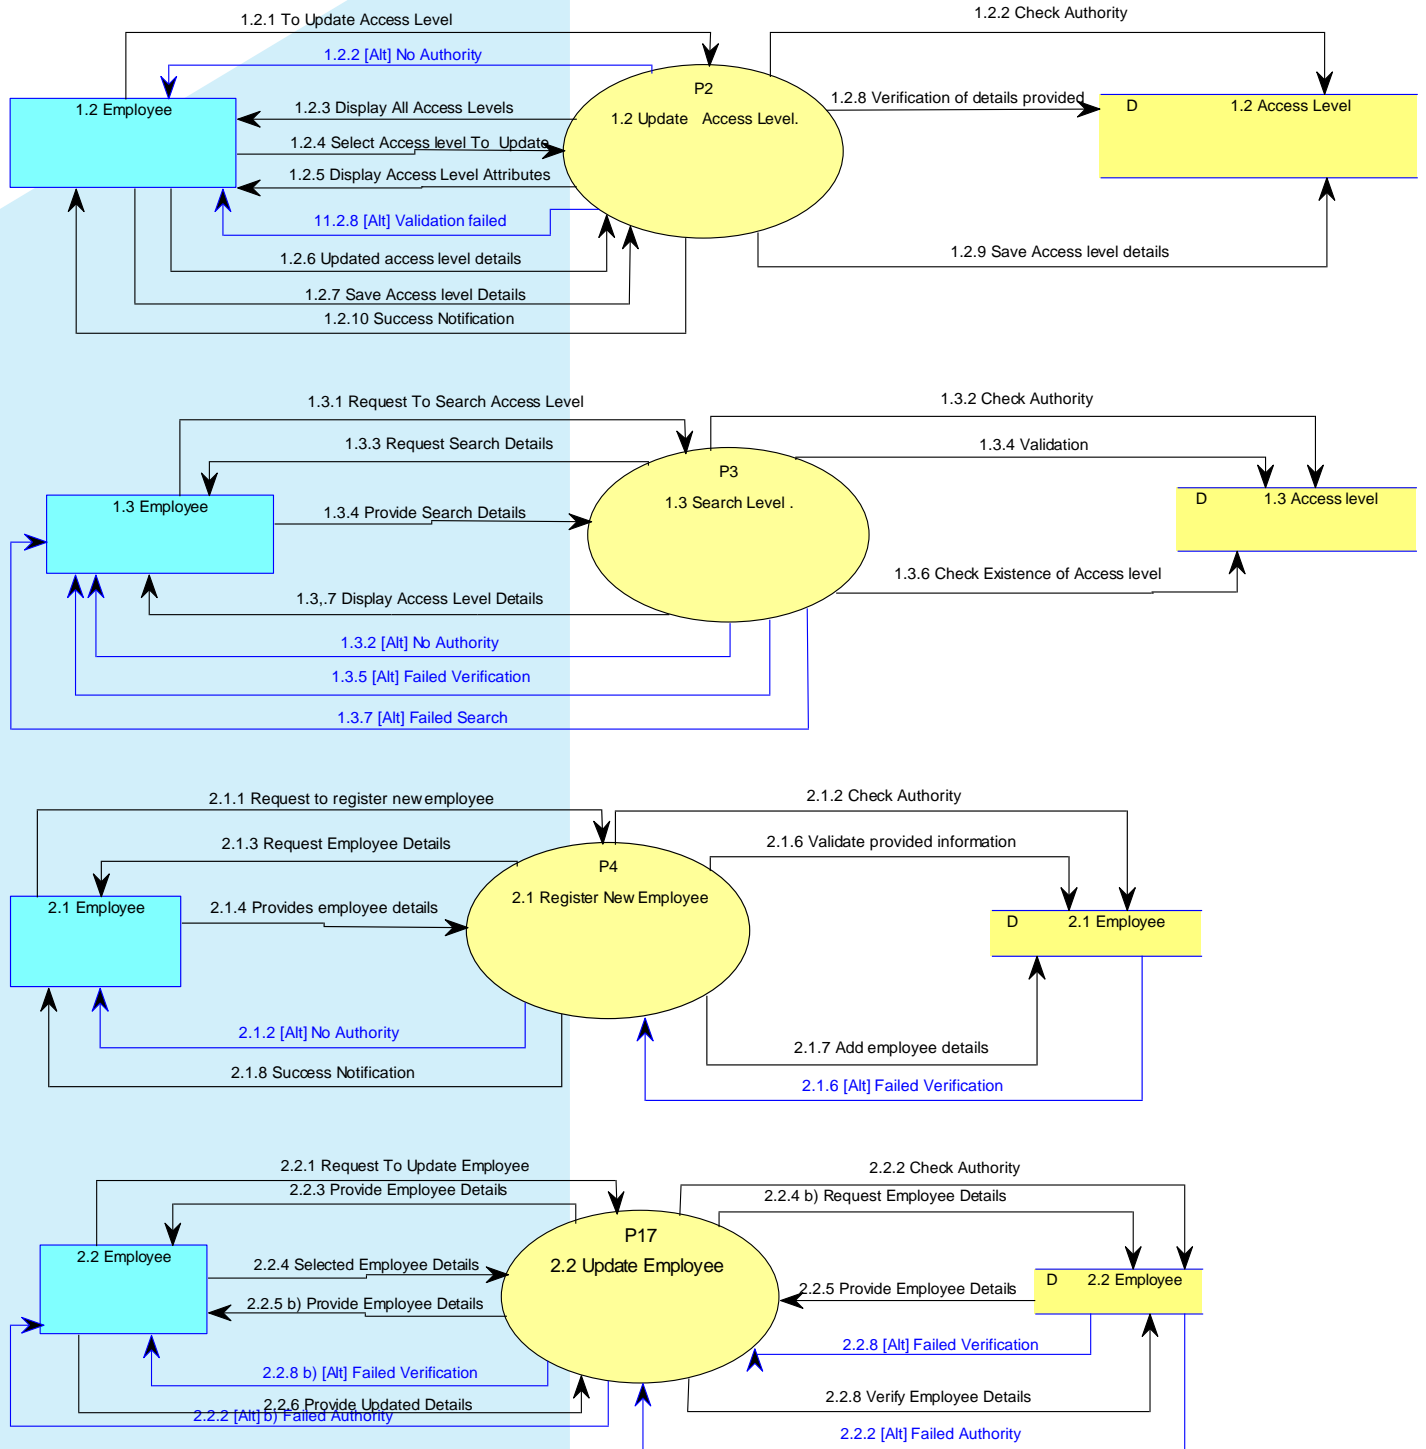 1.2.1 To Update Access Level
1.2.2 Check Authority
1.2.2 [Alt] No Authority
P2
1.2 Update Access Level.
1.2 Employee
1.2.3 Display All Access Levels
1.2.8 Verification of details provided
D 1.2 Access Level
1.2.4 Select Access level To Update
1.2.5 Display Access Level Attributes
11.2.8 [Alt] Validation failed
1.2.6 Updated access level details
1.2.9 Save Access level details
1.2.7 Save Access level Details
1.2.10 Success Notification
1.3.1 Request To Search Access Level
1.3.2 Check Authority
1.3.3 Request Search Details
1.3.4 Validation
P3
1.3 Search Level .
1.3 Employee
1.3.4 Provide Search Details
D 1.3 Access level
1.3.6 Check Existence of Access level
1.3,.7 Display Access Level Details
1.3.2 [Alt] No Authority
1.3.5 [Alt] Failed Verification
1.3.7 [Alt] Failed Search
2.1.1 Request to register new employee
2.1.2 Check Authority
2.1.3 Request Employee Details
2.1.6 Validate provided information
P4
2.1 Register New Employee
2.1 Employee
2.1.4 Provides employee details
D 2.1 Employee
2.1.2 [Alt] No Authority
2.1.7 Add employee details
2.1.8 Success Notification
2.1.6 [Alt] Failed Verification
2.2.1 Request To Update Employee
2.2.2 Check Authority
2.2.3 Provide Employee Details
2.2.4 b) Request Employee Details
P17
2.2 Update Employee
2.2 Employee
2.2.4 Selected Employee Details
D 2.2 Employee
2.2.5 Provide Employee Details
2.2.5 b) Provide Employee Details
2.2.8 [Alt] Failed Verification
2.2.8 b) [Alt] Failed Verification
2.2.8 Verify Employee Details
2.2.6 Provide Updated Details
2.2.2 [Alt] b) Failed Authority
2.2.2 [Alt] Failed Authority